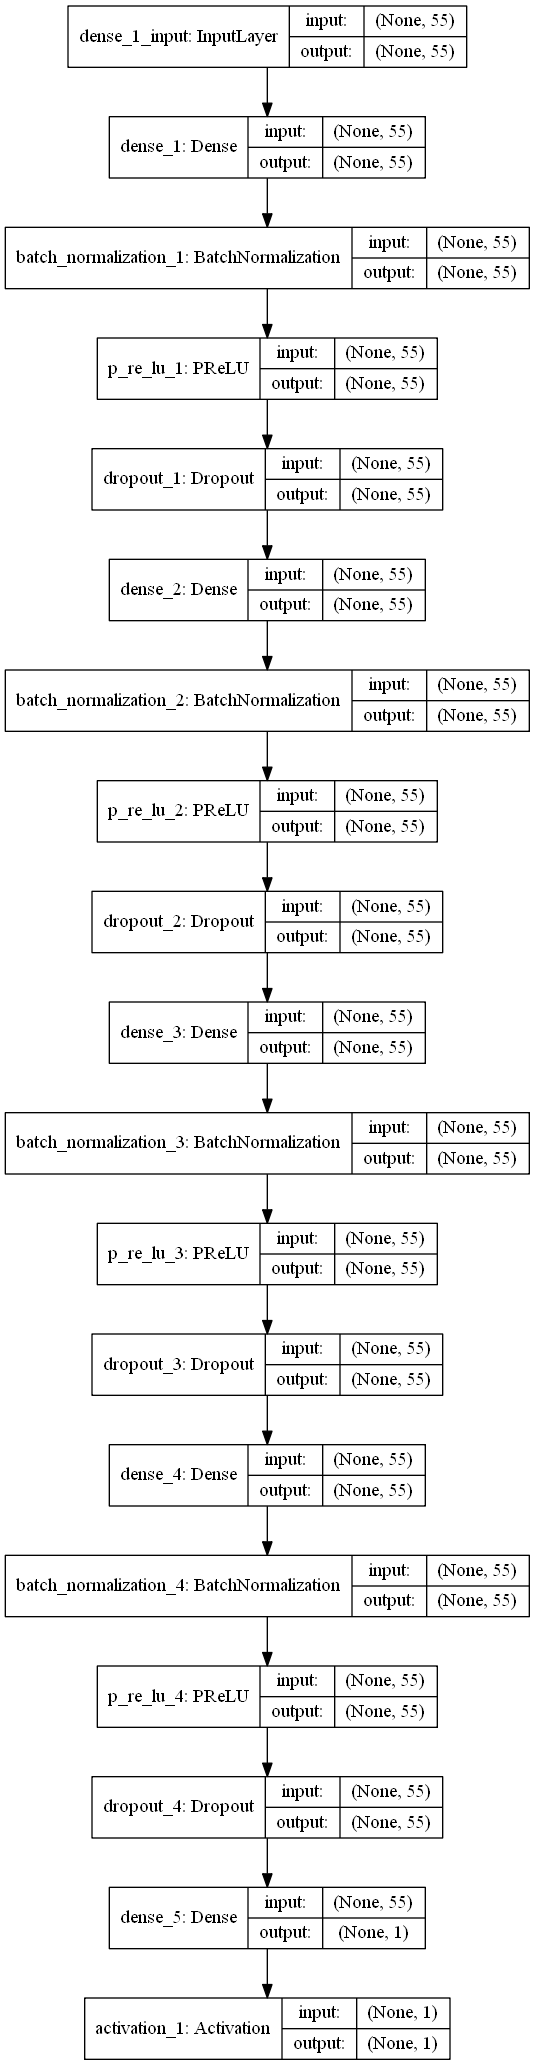 dense_1_input: InputLayer
input: (None, 55)
output: (None, 55)
dense_1: Dense
input: (None, 55)
output: (None, 55)
batch_normalization_1: BatchNormalization
input: (None, 55)
output: (None, 55)
p_re_lu_1: PReLU
input: (None, 55)
output: (None, 55)
dropout_1: Dropout
input: (None, 55)
output: (None, 55)
dense_2: Dense
input: (None, 55)
output: (None, 55)
batch_normalization_2: BatchNormalization
input: (None, 55)
output: (None, 55)
p_re_lu_2: PReLU
input: (None, 55)
output: (None, 55)
dropout_2: Dropout
input: (None, 55)
output: (None, 55)
dense_3: Dense
input: (None, 55)
output: (None, 55)
batch_normalization_3: BatchNormalization
input: (None, 55)
output: (None, 55)
p_re_lu_3: PReLU
input: (None, 55)
output: (None, 55)
dropout_3: Dropout
input: (None, 55)
output: (None, 55)
dense_4: Dense
input: (None, 55)
output: (None, 55)
batch_normalization_4: BatchNormalization
input: (None, 55)
output: (None, 55)
p_re_lu_4: PReLU
input: (None, 55)
output: (None, 55)
dropout_4: Dropout
input: (None, 55)
output: (None, 55)
dense_5: Dense
input: (None, 55)
output: (None, 1)
activation_1: Activation
input: (None, 1)
output: (None, 1)